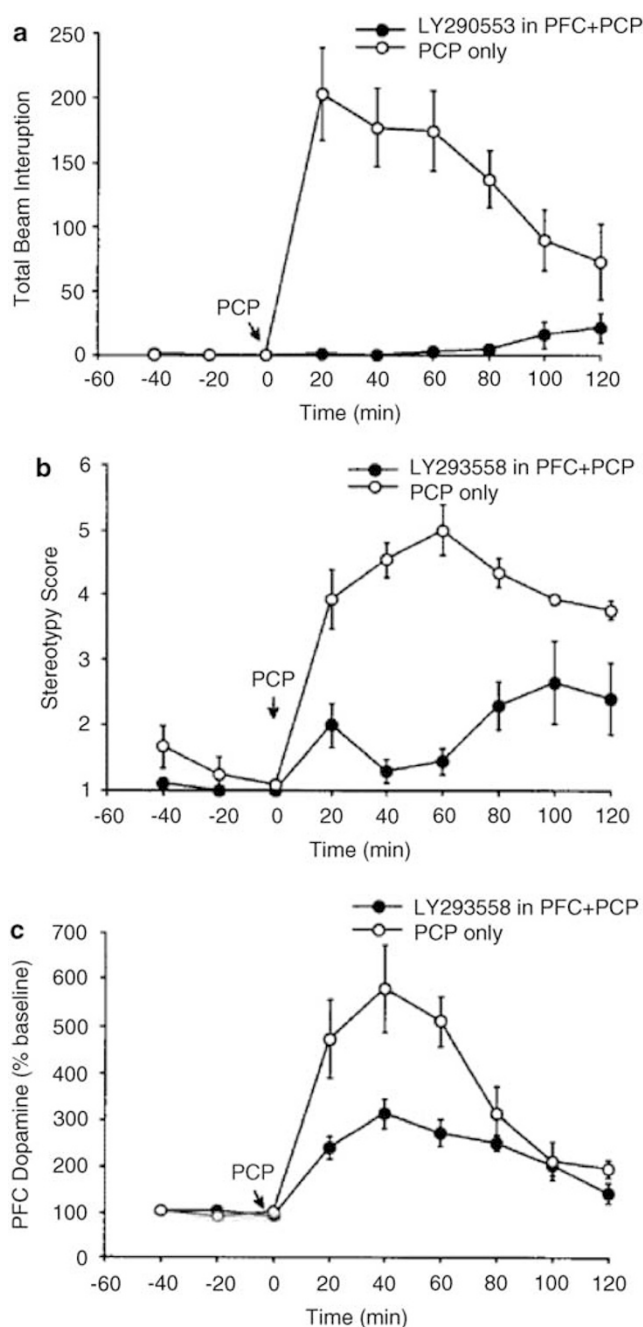 a
LY290553 in PFC+PCP
PCP only
250
200
150
100
50
0
Total Beam Interuption
PCP
-60 -40 -20 0 20 40 60 80 100 120
Time (min)
b
LY293558 in PFC+PCP
PCP only
6
5
4
3
2
1
Stereotypy Score
PCP
-60 -40 -20 0 20 40 60 80 100 120
Time (min)
c
LY293558 in PFC+PCP
PCP only
700
600
500
400
300
200
100
0
PFC Dopamine (% baseline)
PCP
-60 -40 -20 0 20 40 60 80 100 120
Time (min)